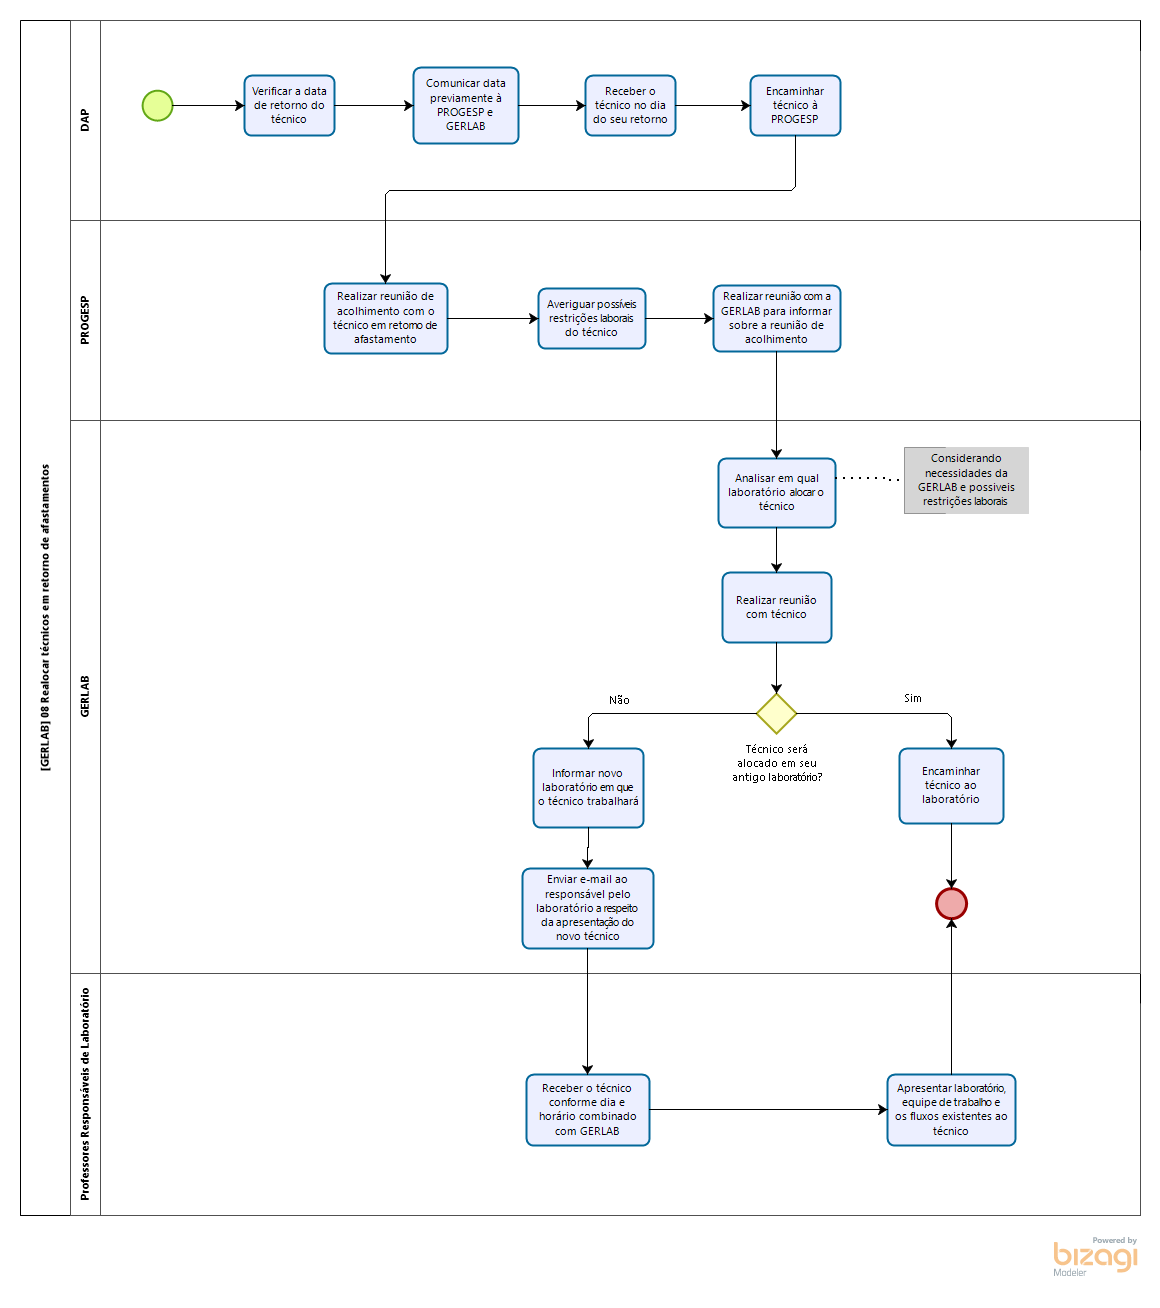 [GERLAB] 08 Realocar técnicos em retorno de afastamentos
DAP
Verificar a data
de retorno do
técnico
Comunicar data
previamente à
PROGESP e
GERLAB
Receber o
técnico no dia
do seu retorno
Encaminhar
técnico à
PROGESP
PROGESP
Realizar reunião de
acolhimento com o
técnico em retorno de
afastamento
Averiguar possíveis
restrições laborais
do técnico
Realizar reunião com a
GERLAB para informar
sobre a reunião de
acolhimento
GERLAB
Analisar em qual
laboratório alocar o
técnico
Considerando
necessidades da
GERLAB e possiveis
restrições laborais
Realizar reunião
com técnico
Não
Sim
Técnico será
alocado em seu
antigo laboratório?
Informar novo
laboratório em que
o técnico trabalhará
Encaminhar
técnico ao
laboratório
Enviar e-mail ao
responsável pelo
laboratório a respeito
da apresentação do
novo técnico
Professores Responsáveis de Laboratório
Receber o técnico
conforme dia e
horário combinado
com GERLAB
Apresentar laboratório,
equipe de trabalho e
os fluxos existentes ao
técnico
Powered by
bizagi
Modeler